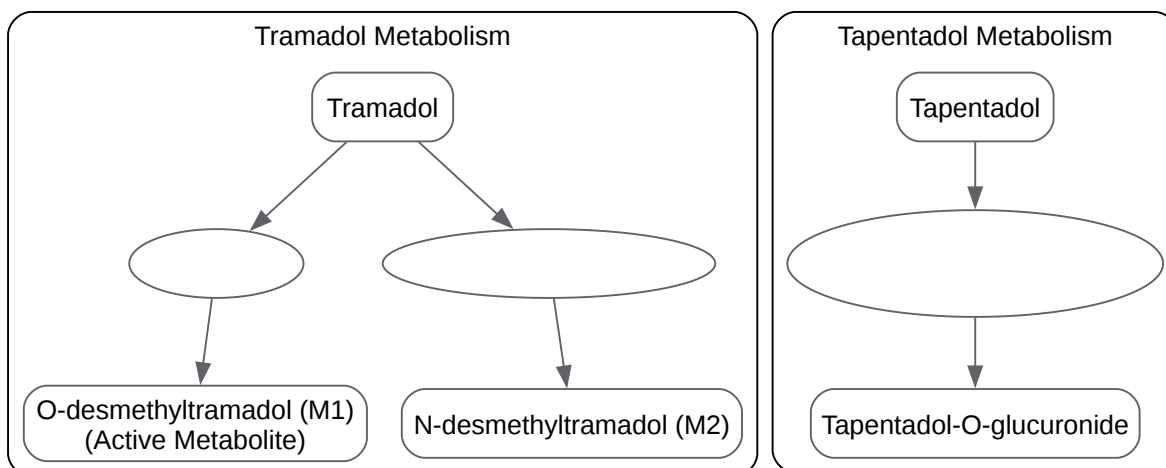 Tramadol Metabolism
Tramadol
O-desmethyltramadol (M1)
(Active Metabolite)
N-desmethyltramadol (M2)
Tapentadol Metabolism
Tapentadol
Tapentadol-O-glucuronide